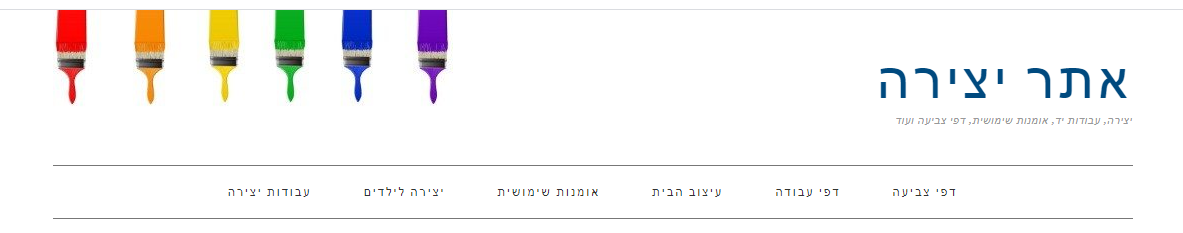 אתר יצירה
יצירה, עבודות יד, אומנות שימושית, דפי צביעה ועוד
דפי צביעה דפי עבודה עיצוב הבית אומנות שימושית יצירה לילדים עבודות יצירה